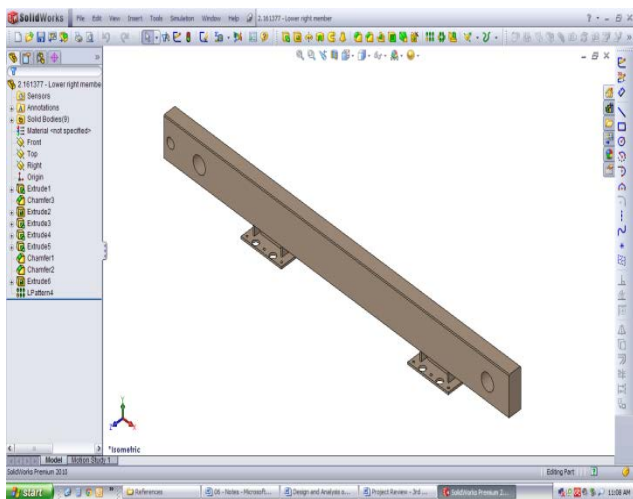 SolidWorks File Edit View Insert Tools Simulation Window Help 2.161377 - Lower right member
2.161377 - Lower right membe
Sensors
Annotations
Solid Bodies(9)
Material <not specified>
Front
Top
Right
Origin
Extrude1
Chamfer3
Extrude2
Extrude3
Extrude4
Extrude5
Chamfer1
Chamfer2
Extrude6
LPattern4
*Isometric
Model Motion Study 1
SolidWorks Premium 2010 Editing Part
start References 06 - Notes - Microsoft... Design and Analysis o... Project Review - 3rd ... SolidWorks Premium 2... 11:08 AM